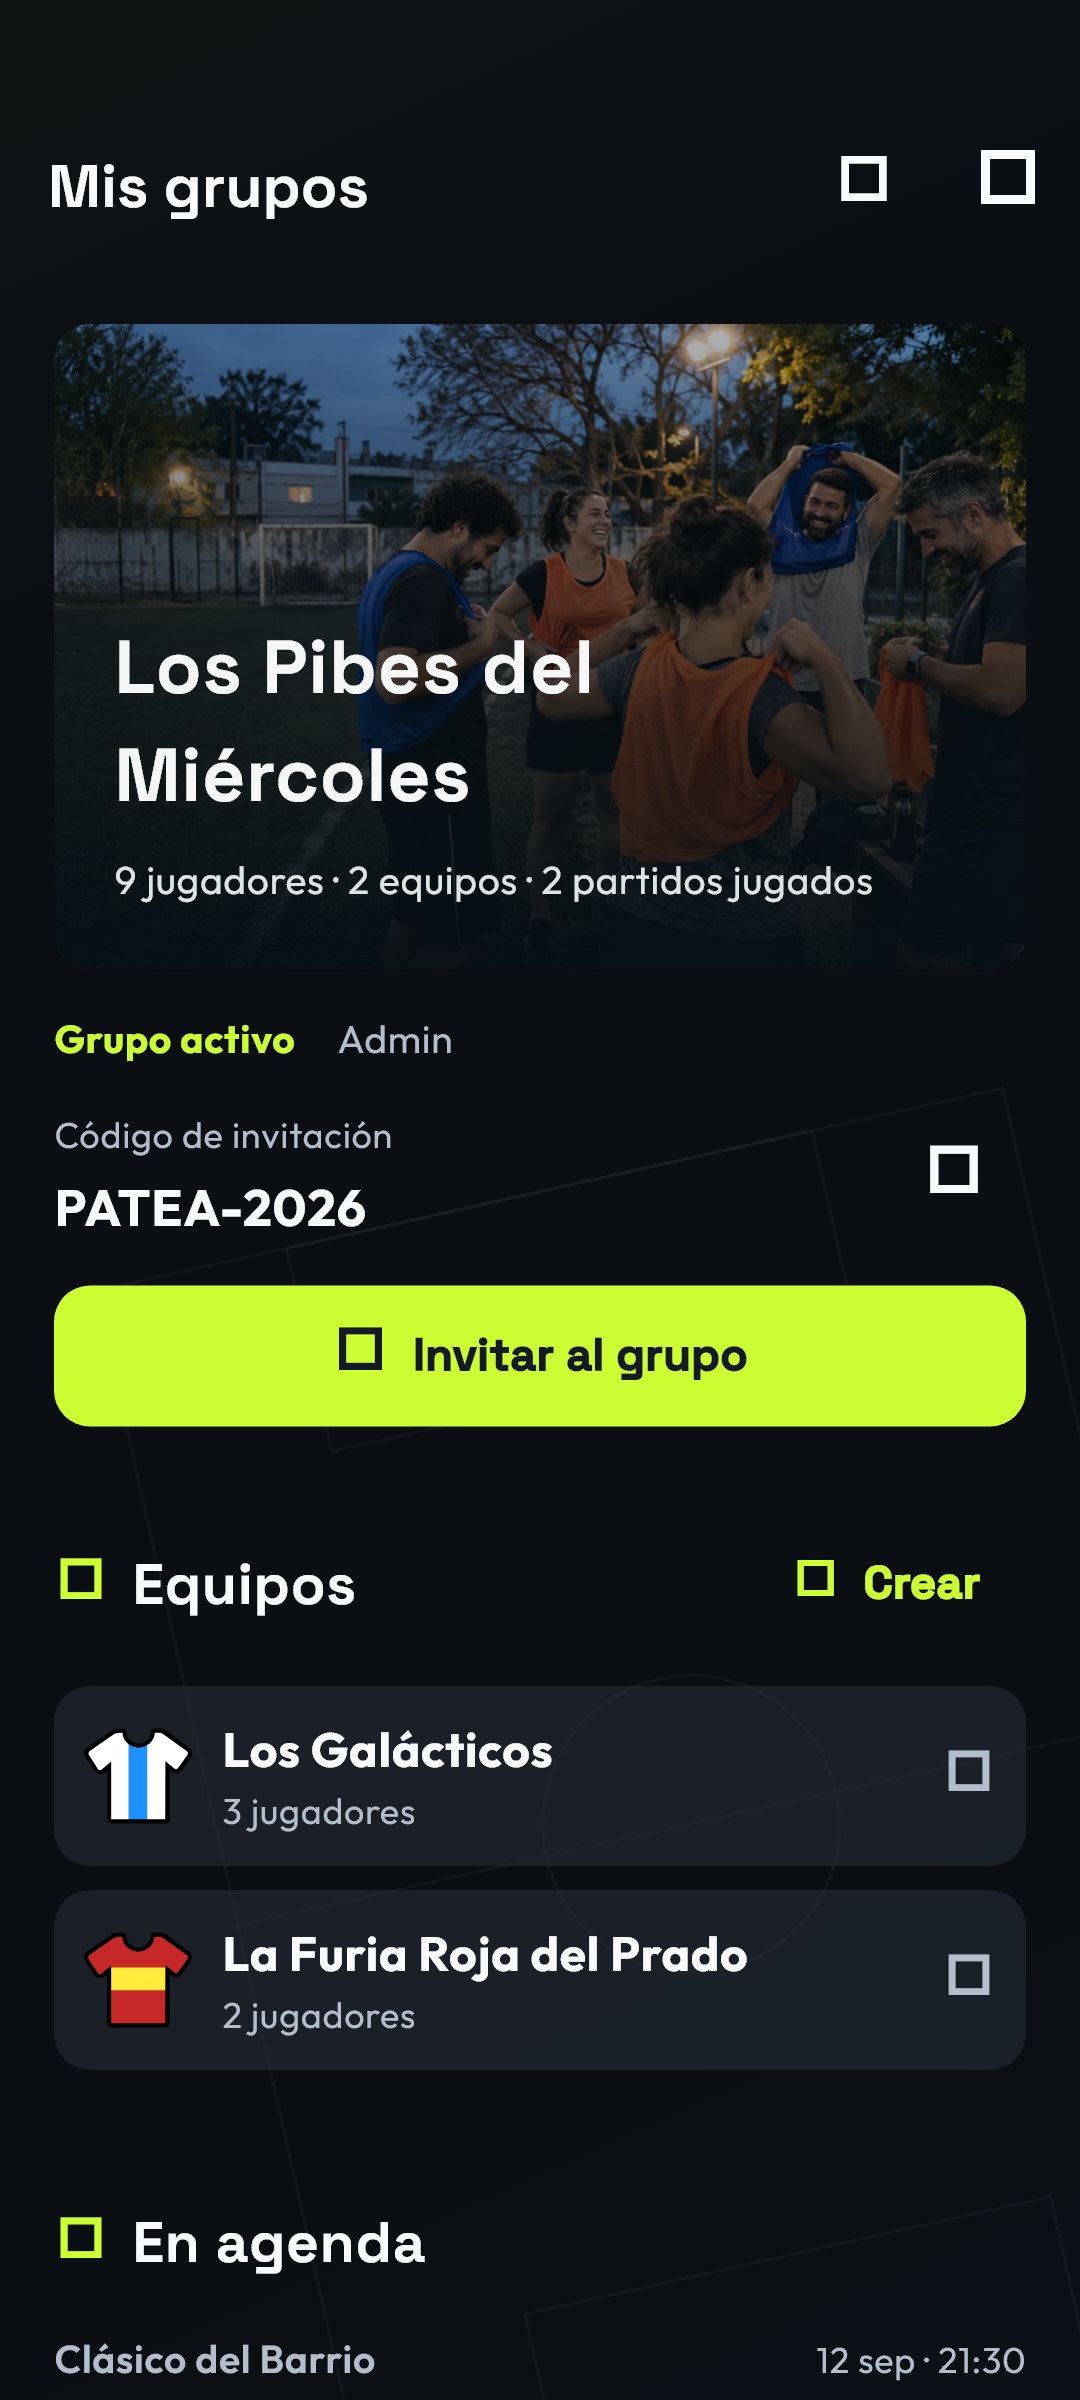 Mis grupos
Los Pibes del
Miércoles
9 jugadores · 2 equipos · 2 partidos jugados
Grupo activo Admin
Código de invitación
PATEA-2026
Invitar al grupo
Equipos Crear
Los Galácticos
3 jugadores
La Furia Roja del Prado
2 jugadores
En agenda
Clásico del Barrio 12 sep · 21:30